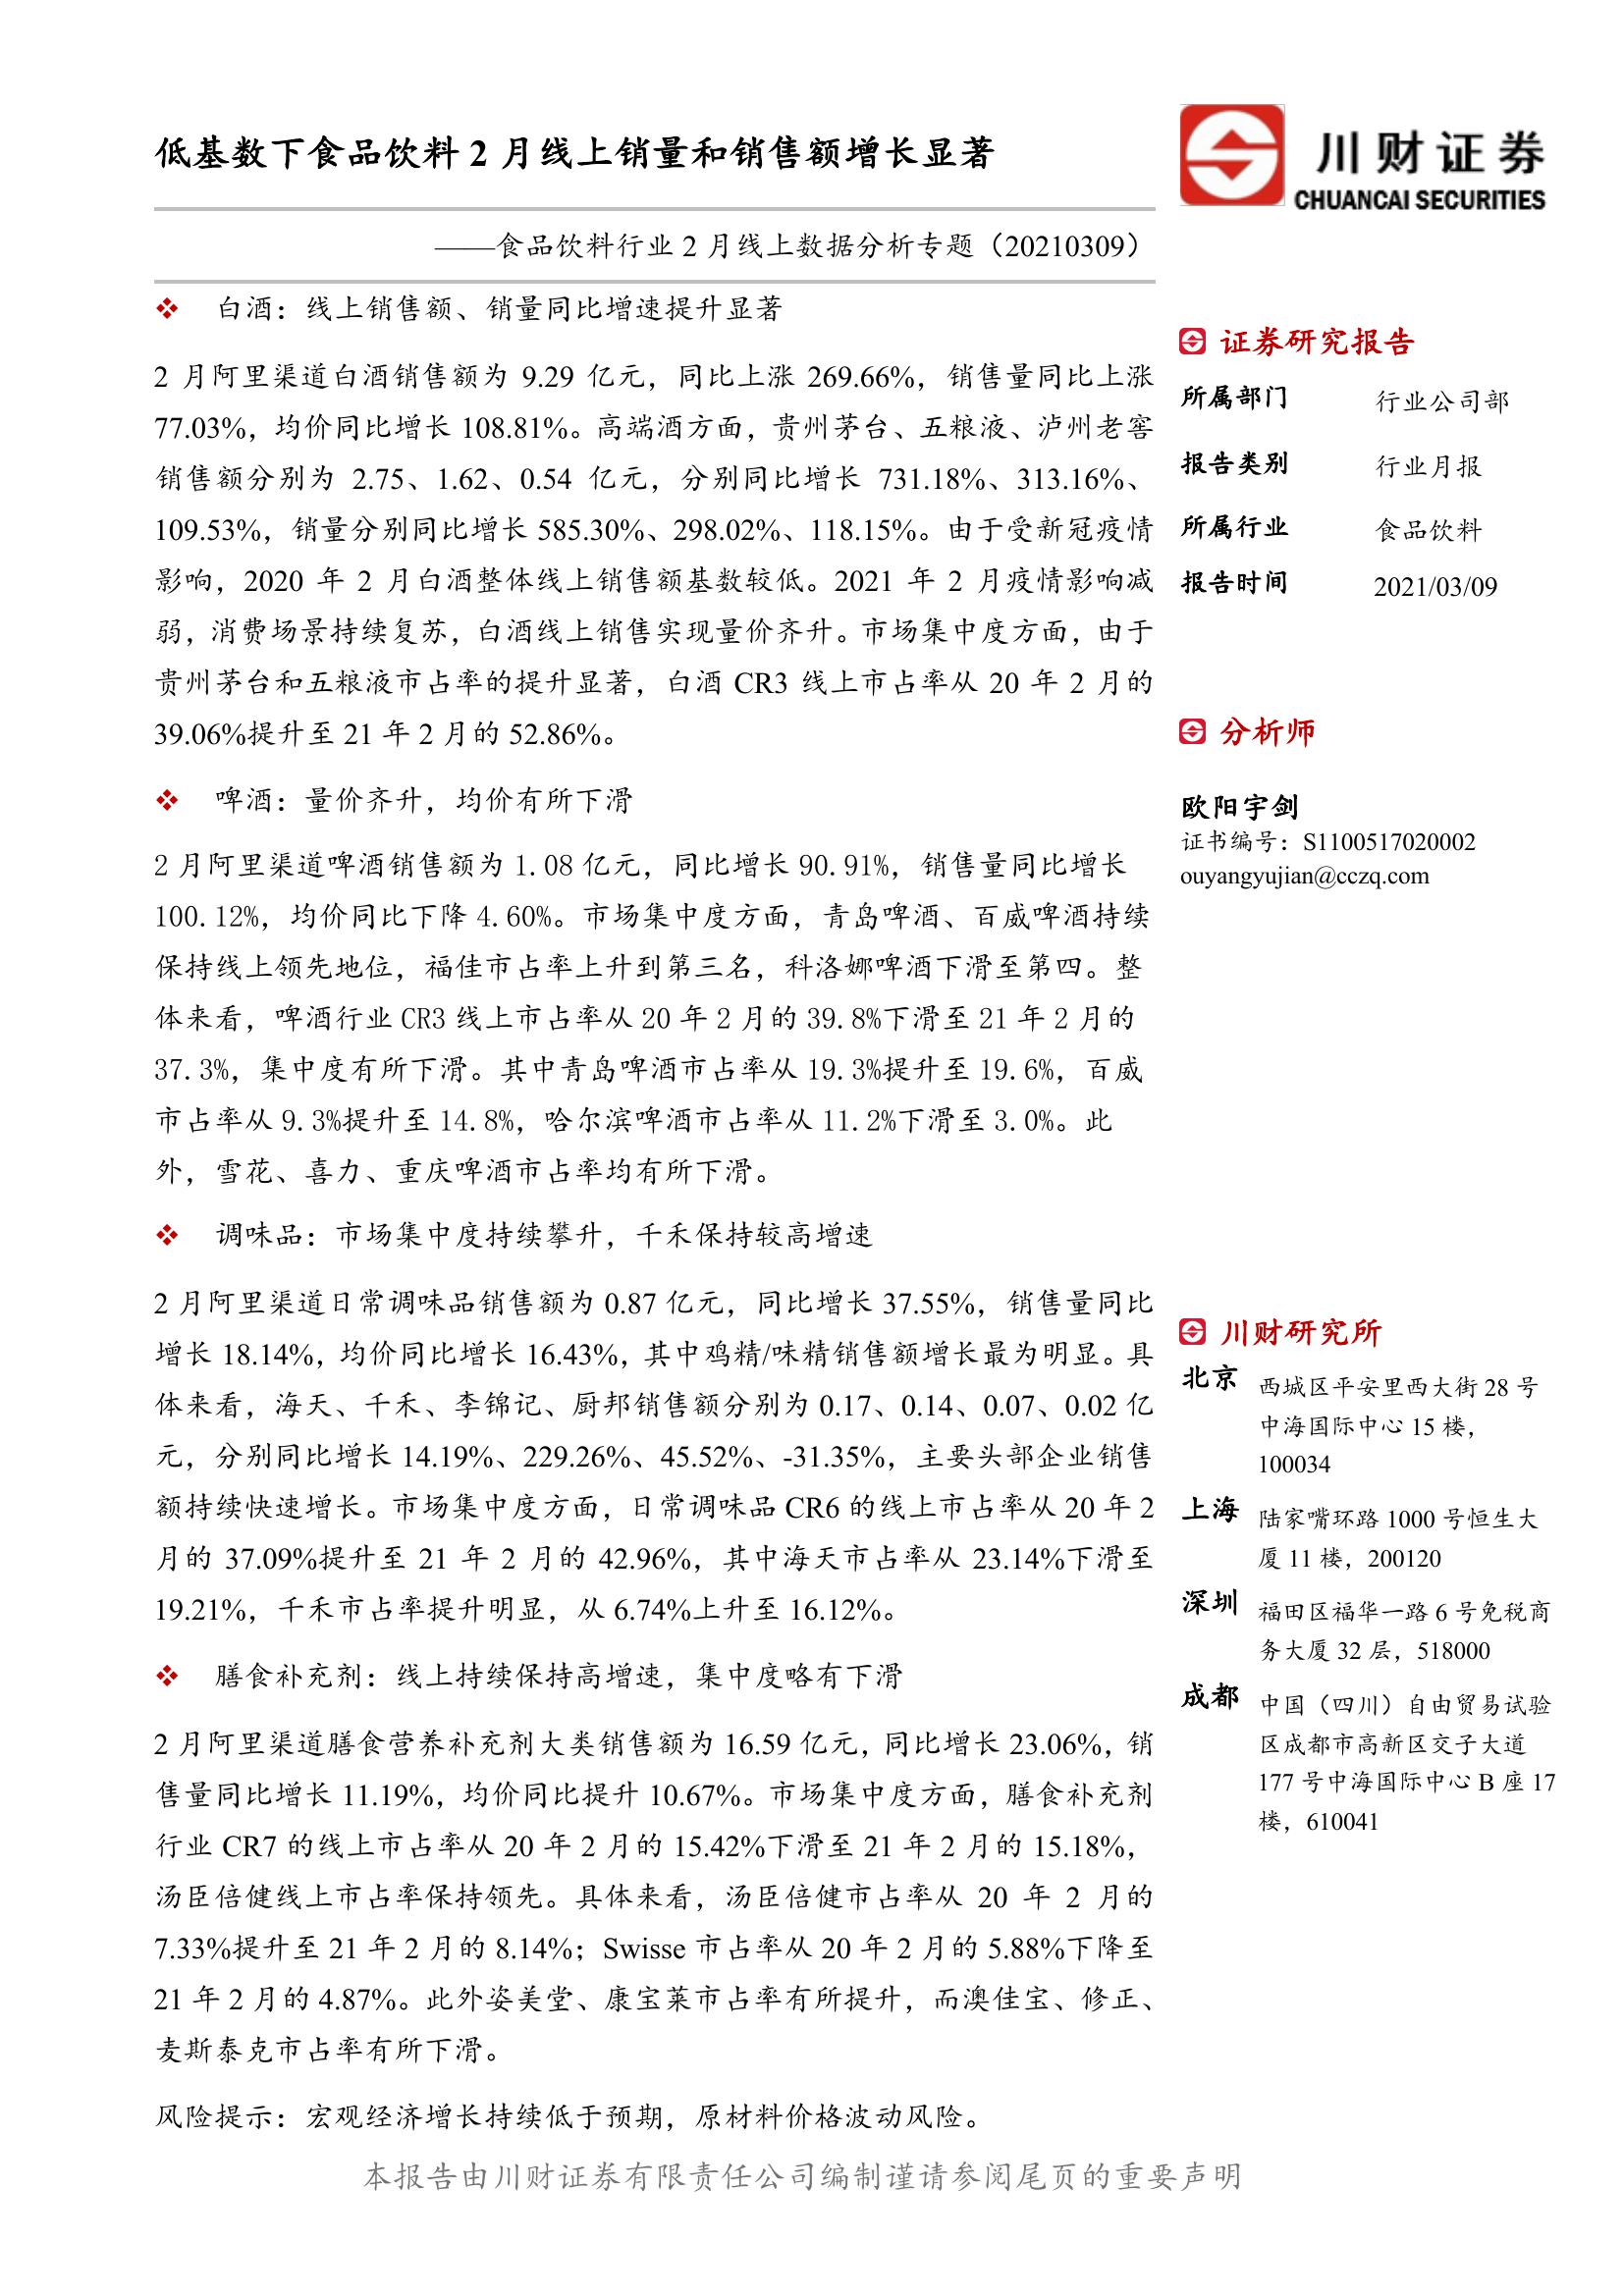 低基数下食品饮料2月线上销量和销售额增长显著
——食品饮料行业2月线上数据分析专题（20210309）
川财证券
CHUANCAI SECURITIES
❖ 白酒：线上销售额、销量同比增速提升显著
2月阿里渠道白酒销售额为 9.29 亿元，同比上涨 269.66%，销售量同比上涨
77.03%，均价同比增长 108.81%。高端酒方面，贵州茅台、五粮液、泸州老窖
销售额分别为 2.75、1.62、0.54 亿元，分别同比增长 731.18%、313.16%、
109.53%，销量分别同比增长 585.30%、298.02%、118.15%。由于受新冠疫情
影响，2020 年 2 月白酒整体线上销售额基数较低。2021 年 2 月疫情影响减
弱，消费场景持续复苏，白酒线上销售实现量价齐升。市场集中度方面，由于
贵州茅台和五粮液市占率的提升显著，白酒 CR3 线上市占率从 20 年 2 月的
39.06%提升至 21 年 2 月的 52.86%。
❖ 啤酒：量价齐升，均价有所下滑
2月阿里渠道啤酒销售额为1.08亿元，同比增长90.91%，销售量同比增长
100.12%，均价同比下降4.60%。市场集中度方面，青岛啤酒、百威啤酒持续
保持线上领先地位，福佳市占率上升到第三名，科洛娜啤酒下滑至第四。整
体来看，啤酒行业CR3线上市占率从20年2月的39.8%下滑至21年2月的
37.3%，集中度有所下滑。其中青岛啤酒市占率从19.3%提升至19.6%，百威
市占率从9.3%提升至14.8%，哈尔滨啤酒市占率从11.2%下滑至3.0%。此
外，雪花、喜力、重庆啤酒市占率均有所下滑。
❖ 调味品：市场集中度持续攀升，千禾保持较高增速
2月阿里渠道日常调味品销售额为 0.87 亿元，同比增长 37.55%，销售量同比
增长 18.14%，均价同比增长 16.43%，其中鸡精/味精销售额增长最为明显。具
体来看，海天、千禾、李锦记、厨邦销售额分别为 0.17、0.14、0.07、0.02 亿
元，分别同比增长 14.19%、229.26%、45.52%、-31.35%，主要头部企业销售
额持续快速增长。市场集中度方面，日常调味品 CR6 的线上市占率从 20 年 2
月的 37.09%提升至 21 年 2 月的 42.96%，其中海天市占率从 23.14%下滑至
19.21%，千禾市占率提升明显，从 6.74%上升至 16.12%。
❖ 膳食补充剂：线上持续保持高增速，集中度略有下滑
2月阿里渠道膳食营养补充剂大类销售额为 16.59 亿元，同比增长 23.06%，销
售量同比增长 11.19%，均价同比提升 10.67%。市场集中度方面，膳食补充剂
行业 CR7 的线上市占率从 20 年 2 月的 15.42%下滑至 21 年 2 月的 15.18%，
汤臣倍健线上市占率保持领先。具体来看，汤臣倍健市占率从 20 年 2 月的
7.33%提升至 21 年 2 月的 8.14%；Swisse 市占率从 20 年 2 月的 5.88%下降至
21 年 2 月的 4.87%。此外姿美堂、康宝莱市占率有所提升，而澳佳宝、修正、
麦斯泰克市占率有所下滑。
风险提示：宏观经济增长持续低于预期，原材料价格波动风险。
证券研究报告
所属部门 行业公司部
报告类别 行业月报
所属行业 食品饮料
报告时间 2021/03/09
分析师
欧阳宇剑
证书编号：S1100517020002
ouyangyujian@cczq.com
川财研究所
北京 西城区平安里西大街 28 号
中海国际中心 15 楼，
100034
上海 陆家嘴环路 1000 号恒生大
厦 11 楼，200120
深圳 福田区福华一路 6 号免税商
务大厦 32 层，518000
成都 中国（四川）自由贸易试验
区成都市高新区交子大道
177 号中海国际中心 B 座 17
楼，610041
本报告由川财证券有限责任公司编制谨请参阅尾页的重要声明